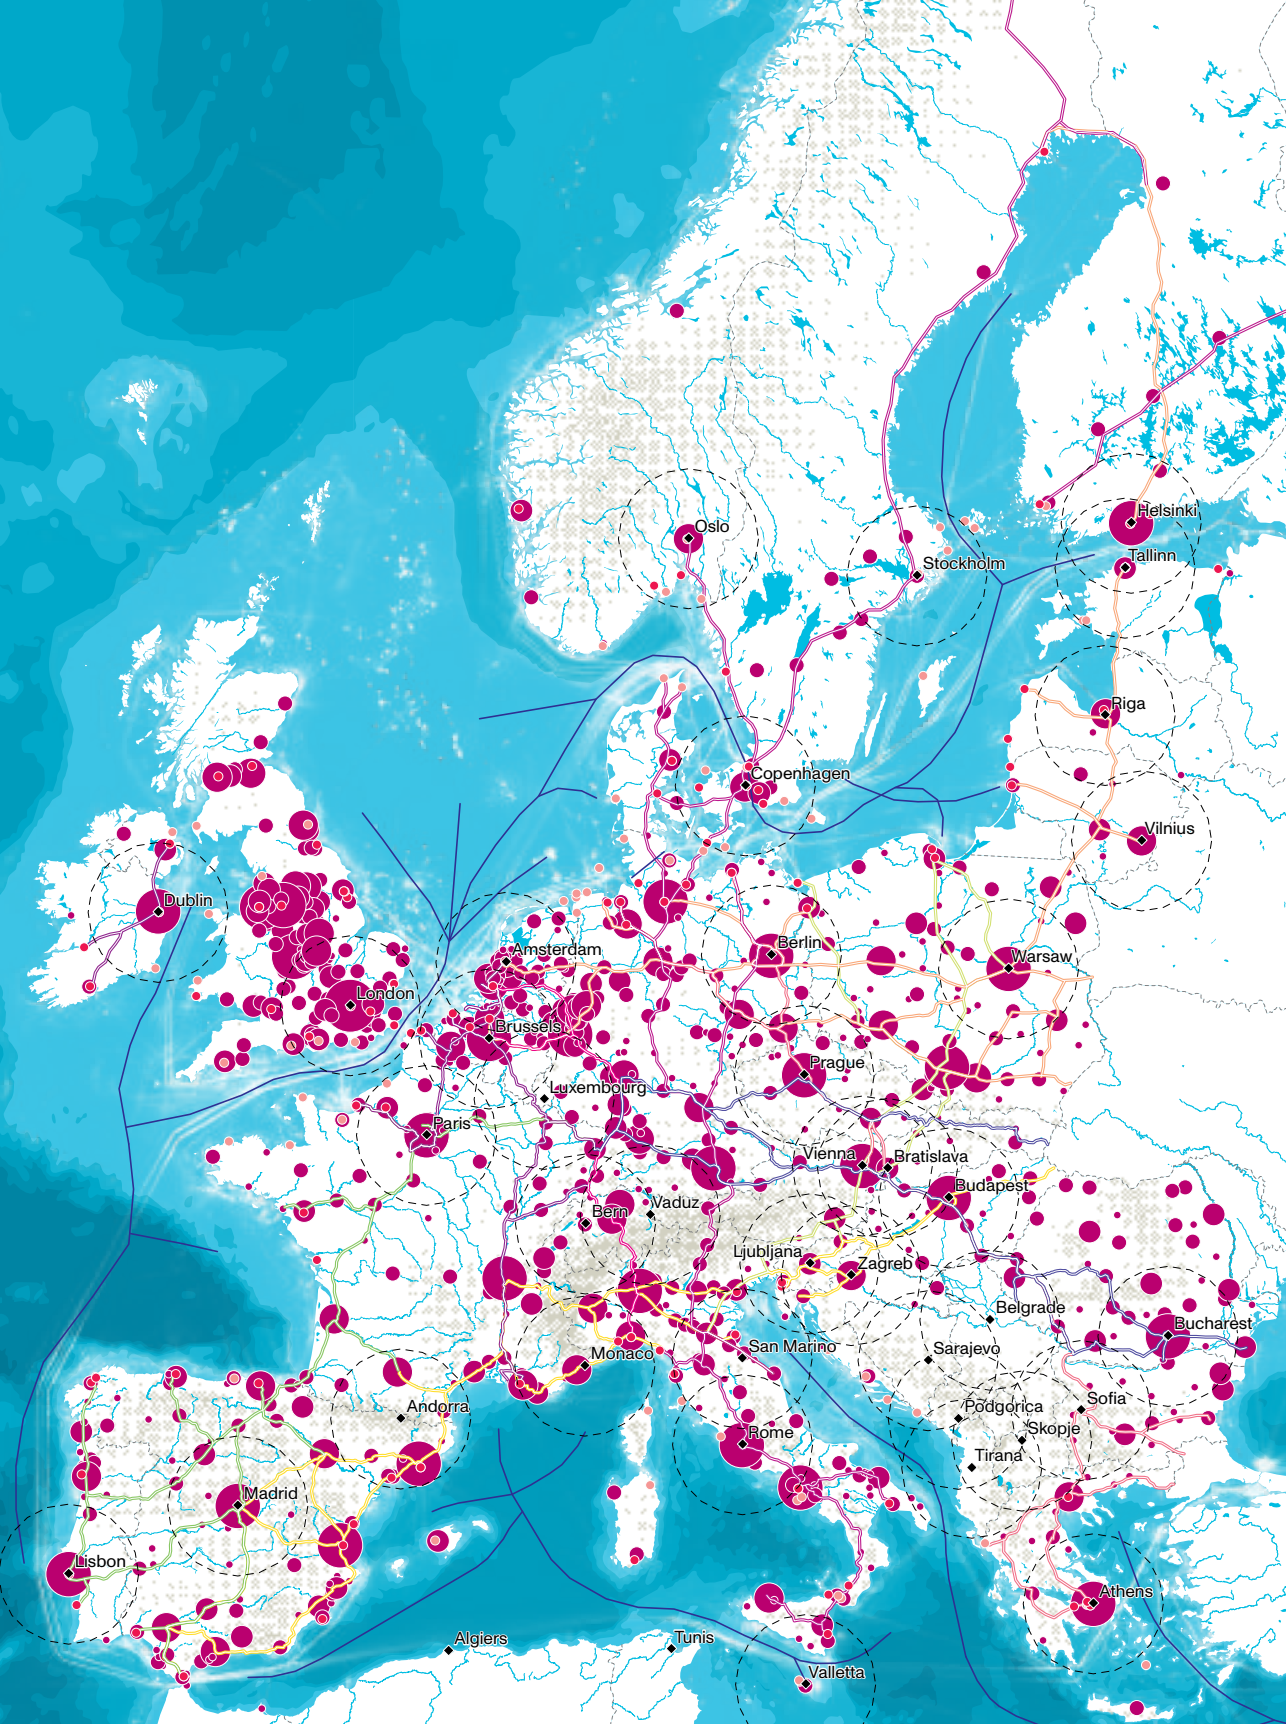 Helsinki
Oslo
Tallinn
Stockholm
Riga
Copenhagen
Vilnius
Dublin
Berlin
Amsterdam
Warsaw
London
Brussels
Prague
Luxembourg
Paris
Vienna
Bratislava
Budapest
Vaduz
Bern
Ljubljana
Zagreb
Belgrade
Bucharest
San Marino
Sarajevo
Monaco
Andorra
Sofia
Podgorica
Skopje
Rome
Tirana
Madrid
Lisbon
Athens
Algiers
Tunis
Valletta